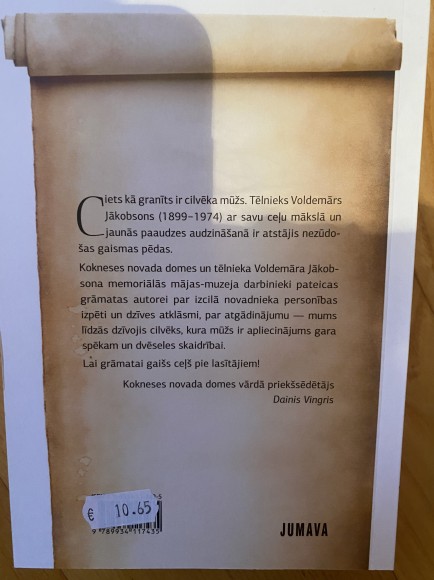 Ciets kā granīts ir cilvēka mūžs. Tēlnieks Voldemārs
Jākobsons (1899–1974) ar savu ceļu mākslā un
jaunās paaudzes audzināšanā ir atstājis nezūdo-
šas gaismas pēdas.
Kokneses novada domes un tēlnieka Voldemāra Jākob-
sona memoriālās mājas-muzeja darbinieki pateicas
grāmatas autorei par izcilā novadnieka personības
izpēti un dzīves atklāsmi, par atgādinājumu — mums
līdzās dzīvojis cilvēks, kura mūžs ir apliecinājums gara
spēkam un dvēseles skaidrībai.
Lai grāmatai gaišs ceļš pie lasītājiem!
Kokneses novada domes vārdā priekšsēdētājs
Dainis Vingris
€ 10.65
9 789934 117435
JUMAVA